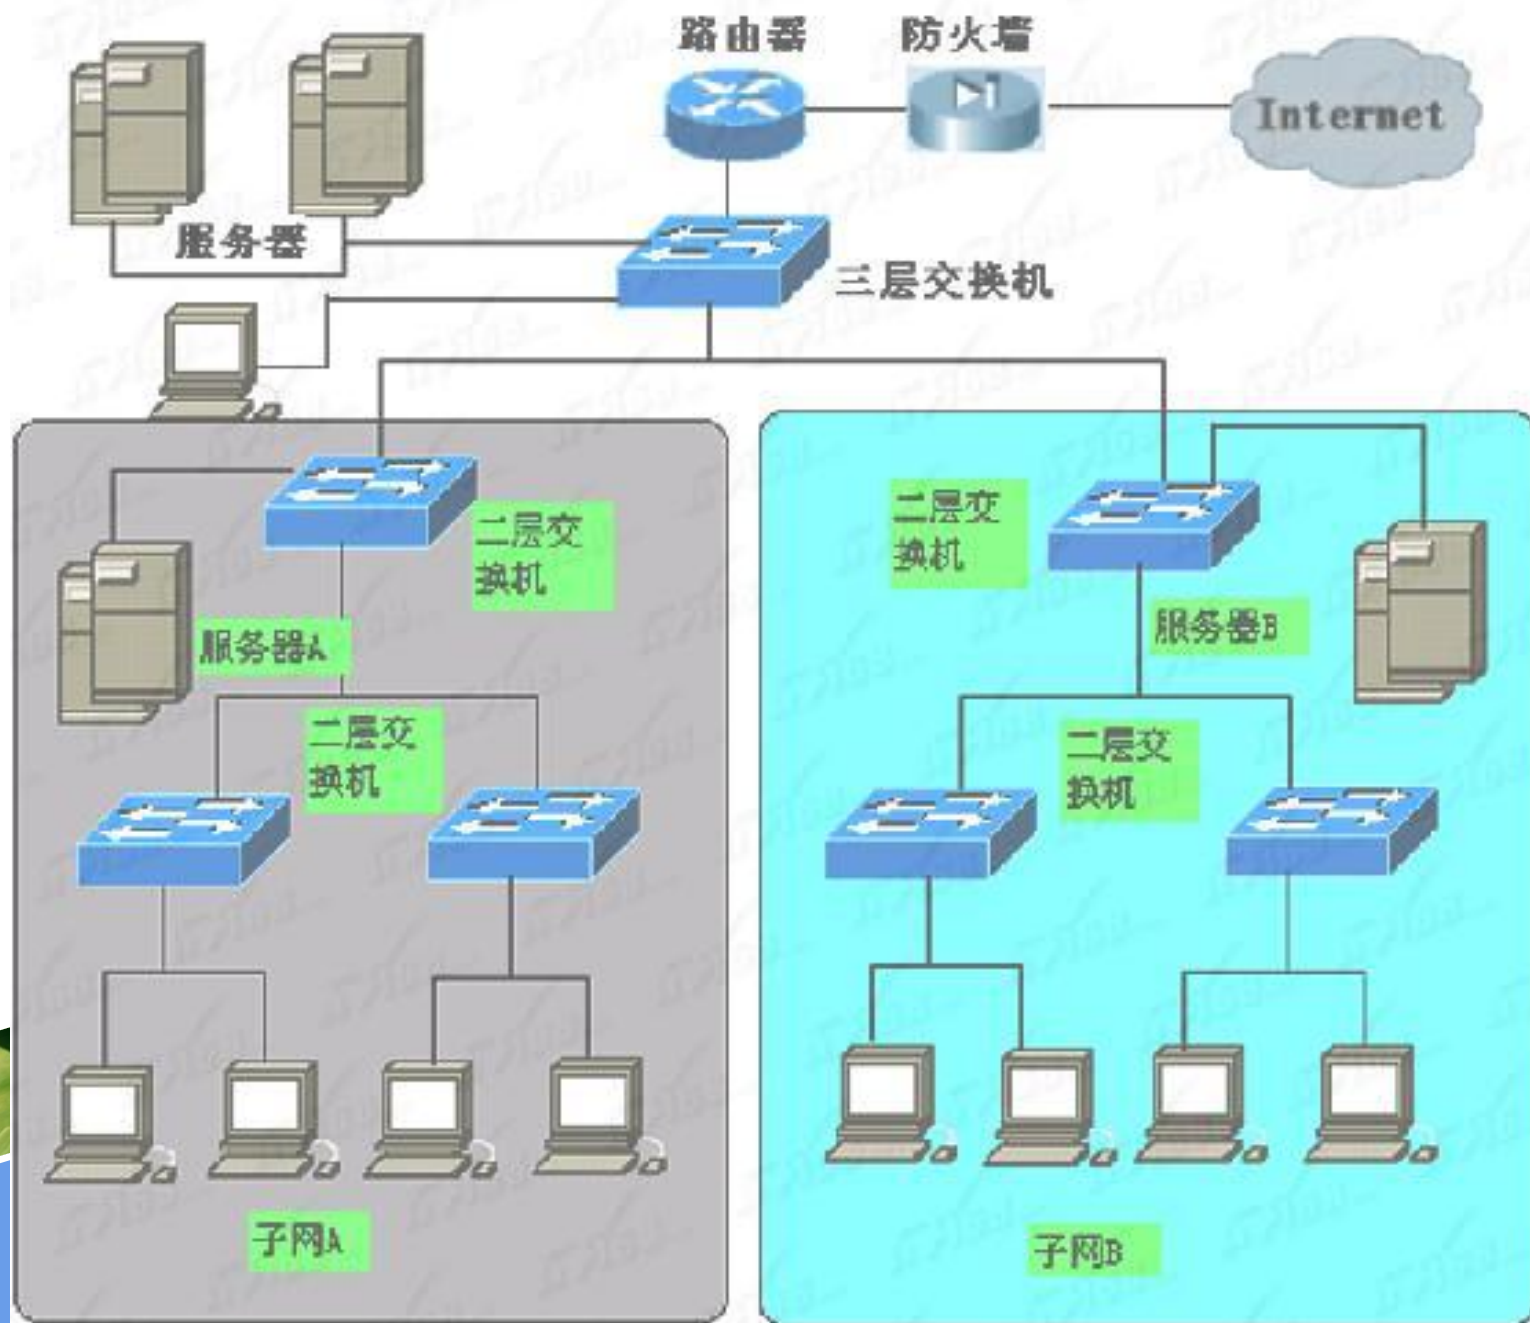 路由器
防火墙
Internet
服务器
三层交换机
二层交
换机
二层交
换机
服务器A
服务器B
二层交
换机
二层交
换机
子网A
子网B